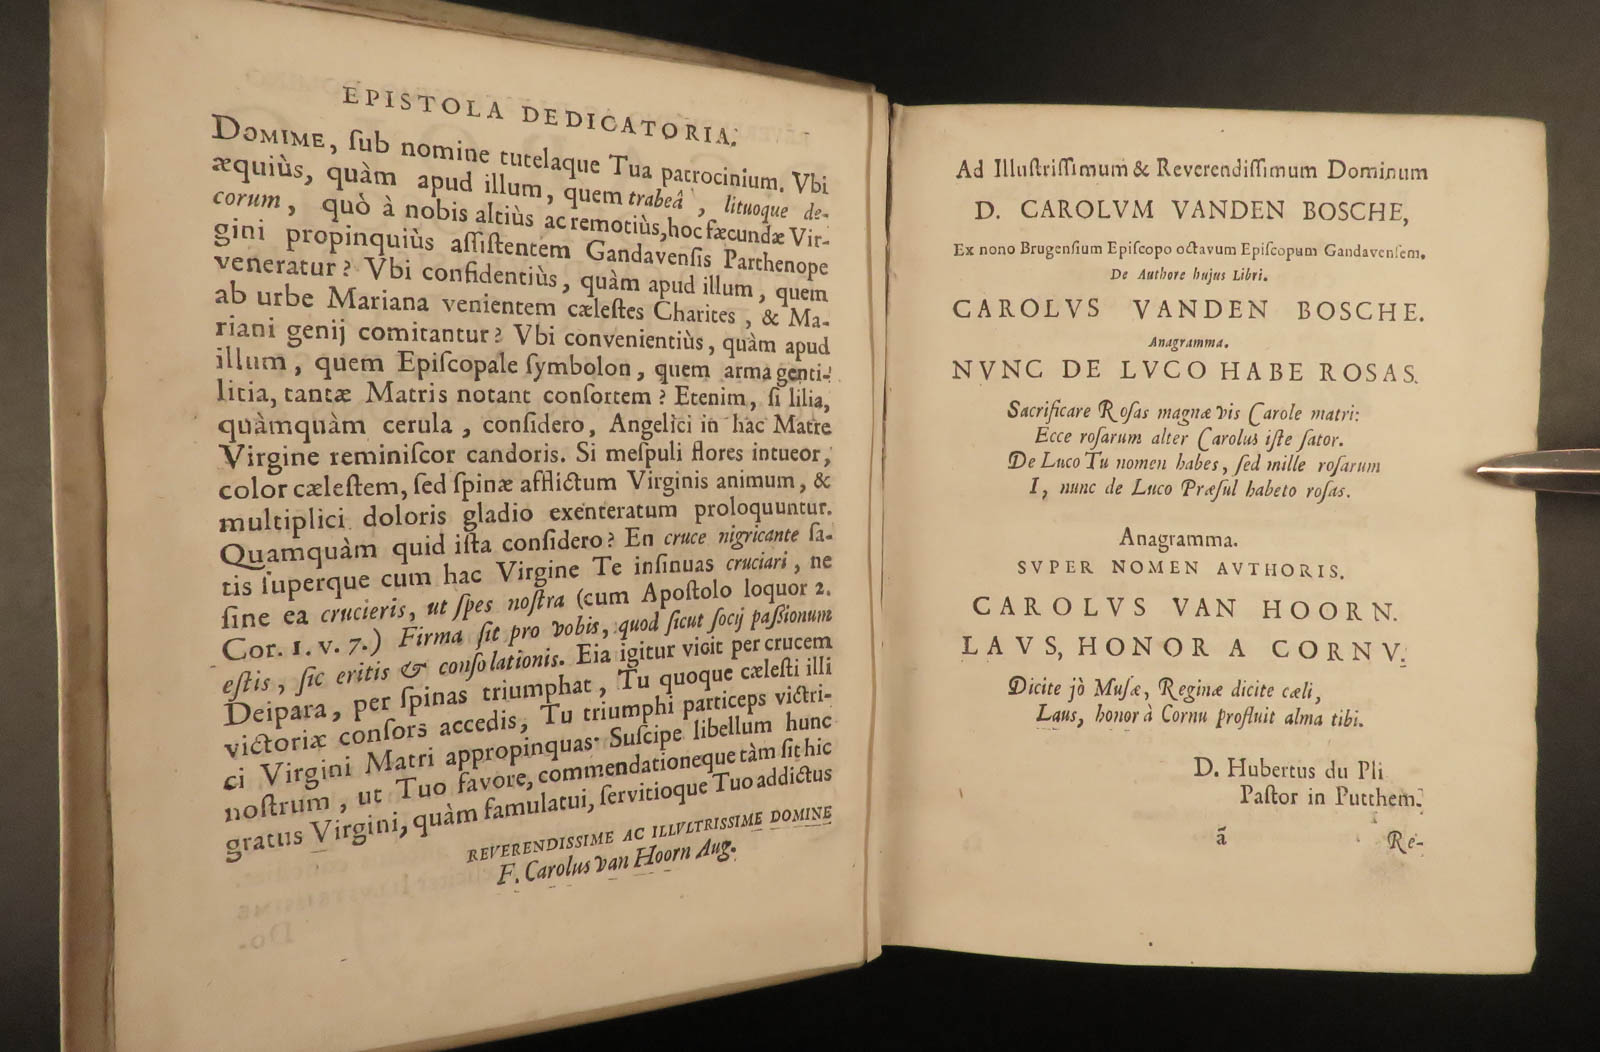 EPISTOLA DEDICATORIA.
DOMIME, ſub nomine tutelaque Tua patrocinium. Vbi
æquiùs, quàm apud illum, quem trabeâ, lituoque de-
corum, quò à nobis altiùs ac remotiùs, hoc fæcundæ Vir-
gini propinquiùs aſſiſtentem Gandavenſis Parthenope
veneratur? Vbi confidentiùs, quàm apud illum, quem
ab urbe Mariana venientem cæleſtes Charites, & Ma-
riani genij comitantur? Vbi convenientiùs, quàm apud
illum, quem Epiſcopale ſymbolon, quem arma genti-
litia, tantæ Matris notant conſortem? Etenim, ſi lilia,
quàmquàm cerula, conſidero, Angelici in hac Matre
Virgine reminiſcor candoris. Si meſpuli flores intueor,
color cæleſtem, ſed ſpinæ afflictum Virginis animum, &
multiplici doloris gladio exenteratum proloquuntur.
Quamquàm quid iſta conſidero? En cruce nigricante ſa-
tis ſuperque cum hac Virgine Te inſinuas cruciari, ne
ſine ea crucieris, ut ſpes noſtra (cum Apoſtolo loquor 2.
Cor. 1. v. 7.) Firma ſit pro vobis, quod ſicut ſocij paſſionum
eſtis, ſic eritis & conſolationis. Eia igitur vicit per crucem
Deipara, per ſpinas triumphat, Tu quoque cæleſti illi
victoriæ conſors accedis, Tu triumphi particeps victri-
ci Virgini Matri appropinquas. Suſcipe libellum hunc
noſtrum, ut Tuo favore, commendationeque tàm ſit hic
gratus Virgini, quàm famulatui, ſervitioque Tuo addictus
REVERENDISSIME AC ILLVLTRISSIME DOMINE
F. Carolus van Hoorn Aug.
Ad Illuſtriſſimum & Reverendiſſimum Dominum
D. CAROLVM VANDEN BOSCHE,
Ex nono Brugenſium Epiſcopo octavum Epiſcopum Gandavenſem.
De Authore hujus Libri.
CAROLVS VANDEN BOSCHE.
Anagramma.
NVNC DE LVCO HABE ROSAS.
Sacrificare Roſas magnæ vis Carole matri:
Ecce roſarum alter Carolus iſte ſator.
De Luco Tu nomen habes, ſed mille roſarum
I, nunc de Luco Præſul habeto roſas.
Anagramma.
SVPER NOMEN AVTHORIS.
CAROLVS VAN HOORN.
LAVS, HONOR A CORNV.
Dicite jò Muſæ, Reginæ dicite cæli,
Laus, honor à Cornu profluit alma tibi.
D. Hubertus du Pli
Paſtor in Putthem.
ã Re-